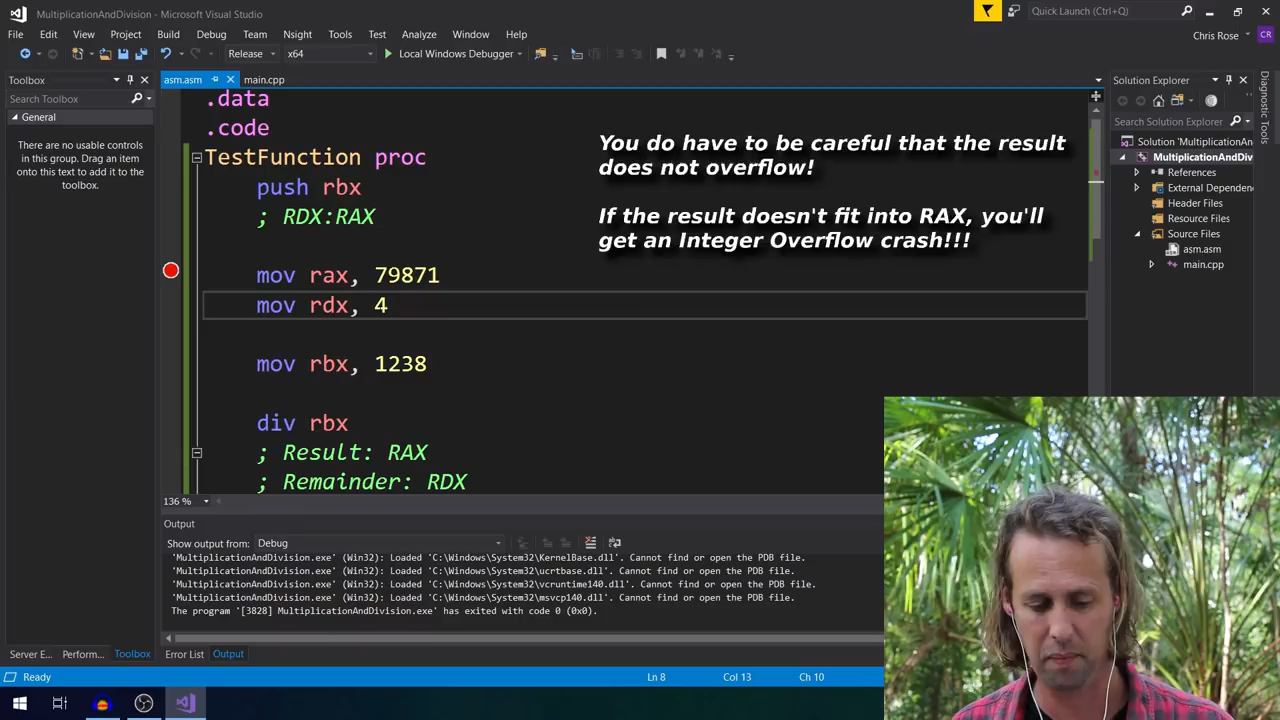 MultiplicationAndDivision - Microsoft Visual Studio
Quick Launch (Ctrl+Q)
File Edit View Project Build Debug Team Nsight Tools Test Analyze Window Help
Chris Rose
CR
Release x64 Local Windows Debugger
Toolbox
Search Toolbox
General
There are no usable controls
in this group. Drag an item
onto this text to add it to the
toolbox.
asm.asm main.cpp
.data
.code
TestFunction proc
push rbx
; RDX:RAX
mov rax, 79871
mov rdx, 4
mov rbx, 1238
div rbx
; Result: RAX
; Remainder: RDX
You do have to be careful that the result
does not overflow!
If the result doesn't fit into RAX, you'll
get an Integer Overflow crash!!!
136 %
Output
Show output from: Debug
'MultiplicationAndDivision.exe' (Win32): Loaded 'C:\Windows\System32\KernelBase.dll'. Cannot find or open the PDB file.
'MultiplicationAndDivision.exe' (Win32): Loaded 'C:\Windows\System32\ucrtbase.dll'. Cannot find or open the PDB file.
'MultiplicationAndDivision.exe' (Win32): Loaded 'C:\Windows\System32\vcruntime140.dll'. Cannot find or open the PDB file.
'MultiplicationAndDivision.exe' (Win32): Loaded 'C:\Windows\System32\msvcp140.dll'. Cannot find or open the PDB file.
The program '[3828] MultiplicationAndDivision.exe' has exited with code 0 (0x0).
Solution Explorer
Search Solution Explorer
Solution 'MultiplicationAn
MultiplicationAndDiv
References
External Dependen
Header Files
Resource Files
Source Files
asm.asm
main.cpp
Diagnostic Tools
Server E... Perform... Toolbox
Error List Output
Ready
Ln 8 Col 13 Ch 10